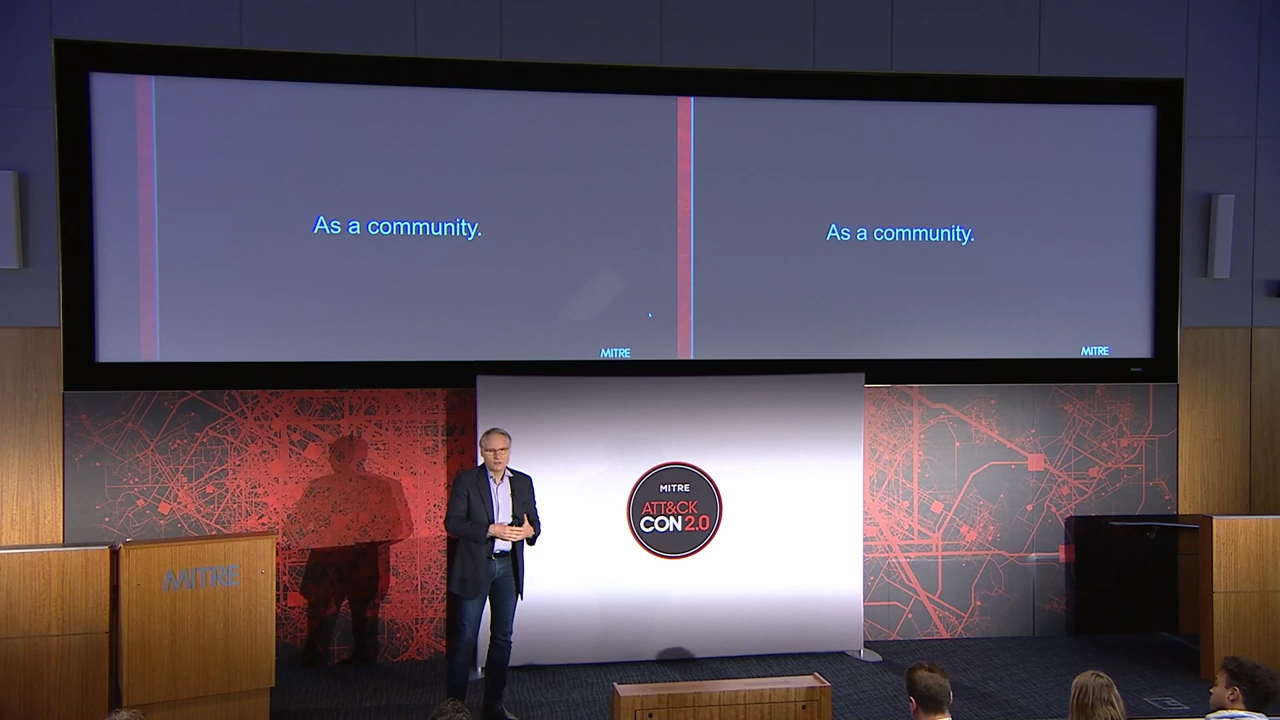 As a community.
As a community.
MITRE
MITRE
MITRE
ATT&CK
CON 2.0
MITRE